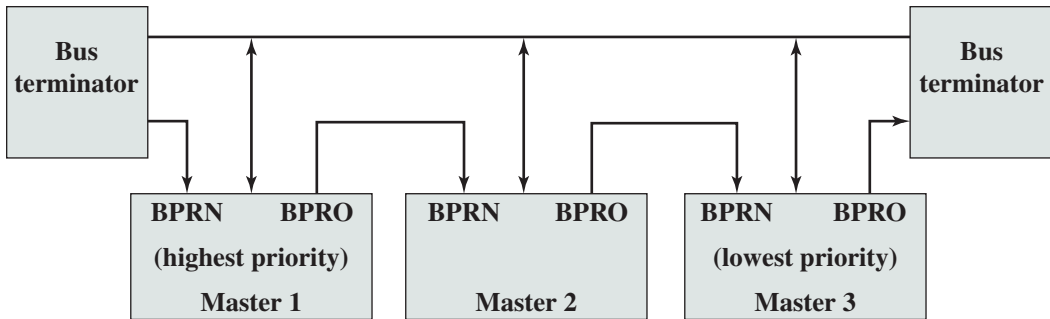 Bus
terminator
Bus
terminator
BPRN BPRO
(highest priority)
Master 1
BPRN BPRO
Master 2
BPRN BPRO
(lowest priority)
Master 3